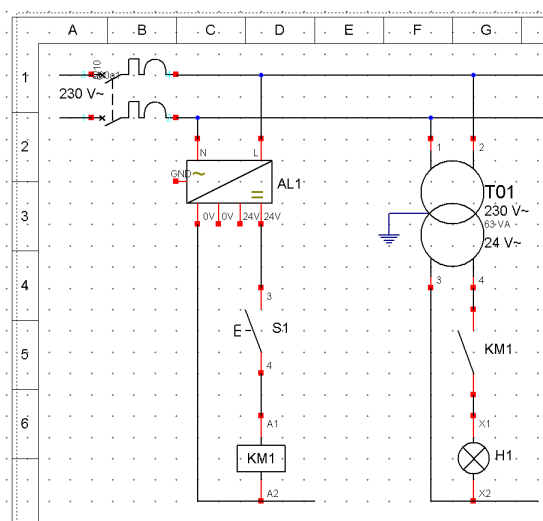 A B C D E F G
1
230 V~
2
N L 1 2
GND
~
AL1
=
T01
230 V~
63 VA
24 V~
3
0V 0V 24V 24V
4
3 3 4
S1
E
5
KM1
4
6
A1 X1
KM1
H1
A2 X2